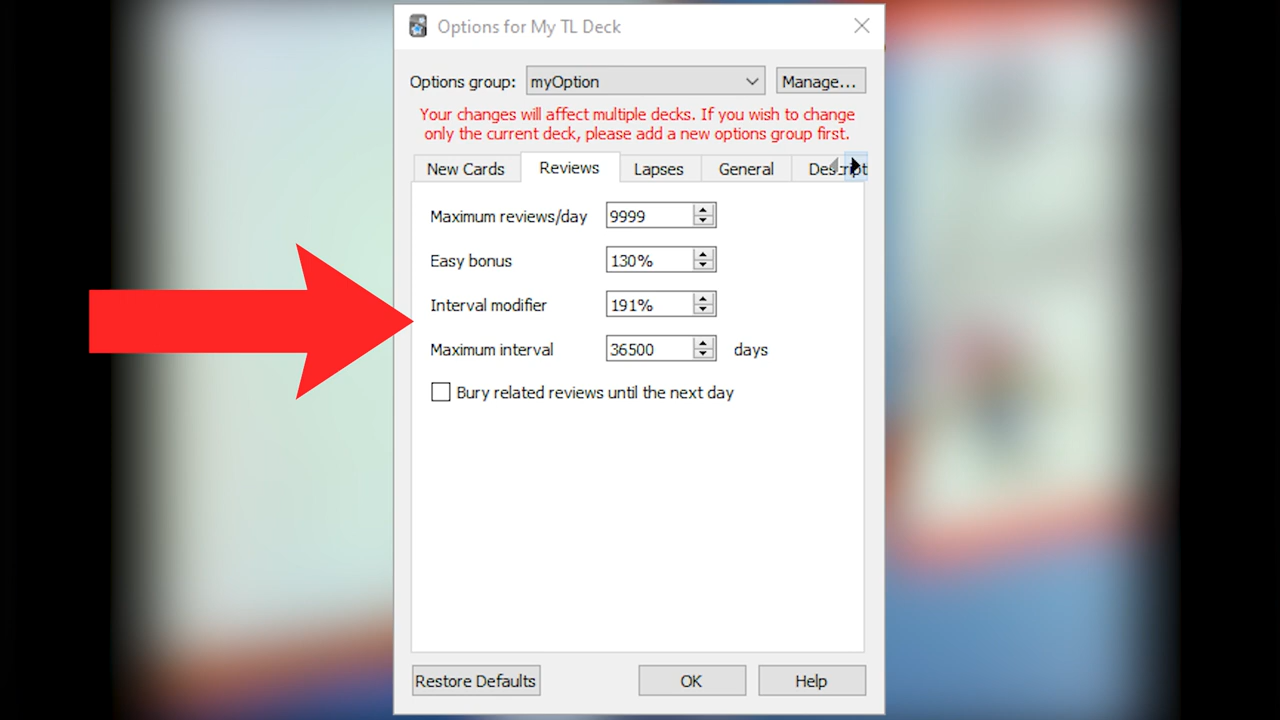 Options for My TL Deck
Options group: myOption Manage...
Your changes will affect multiple decks. If you wish to change
only the current deck, please add a new options group first.
New Cards Reviews Lapses General Descript
Maximum reviews/day 9999
Easy bonus 130%
Interval modifier 191%
Maximum interval 36500 days
Bury related reviews until the next day
Restore Defaults OK Help